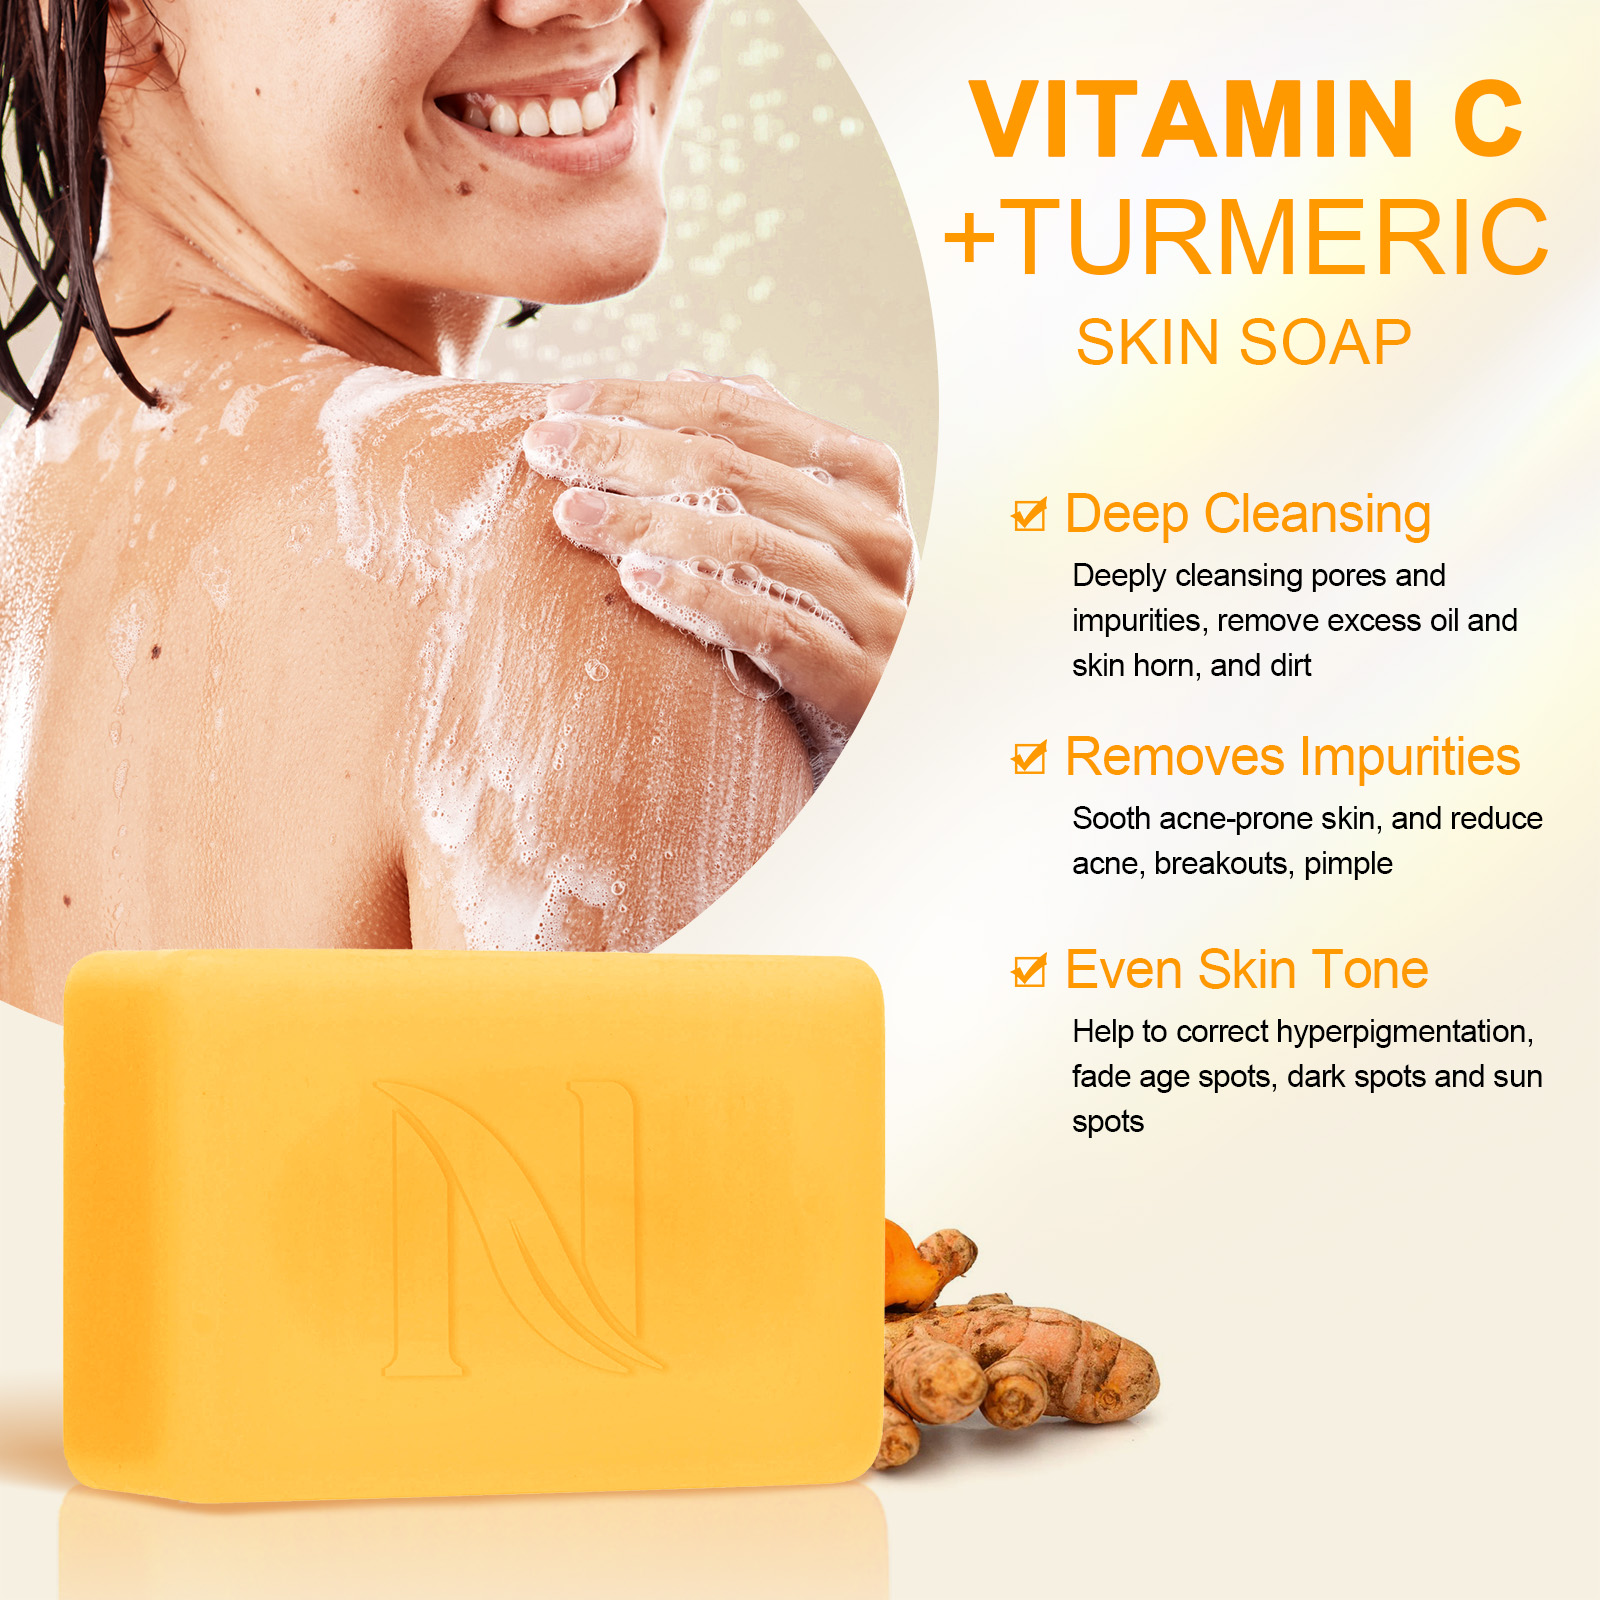 VITAMIN C
+TURMERIC
SKIN SOAP
Deep Cleansing
Deeply cleansing pores and
impurities, remove excess oil and
skin horn, and dirt
Removes Impurities
Sooth acne-prone skin, and reduce
acne, breakouts, pimple
Even Skin Tone
Help to correct hyperpigmentation,
fade age spots, dark spots and sun
spots
N